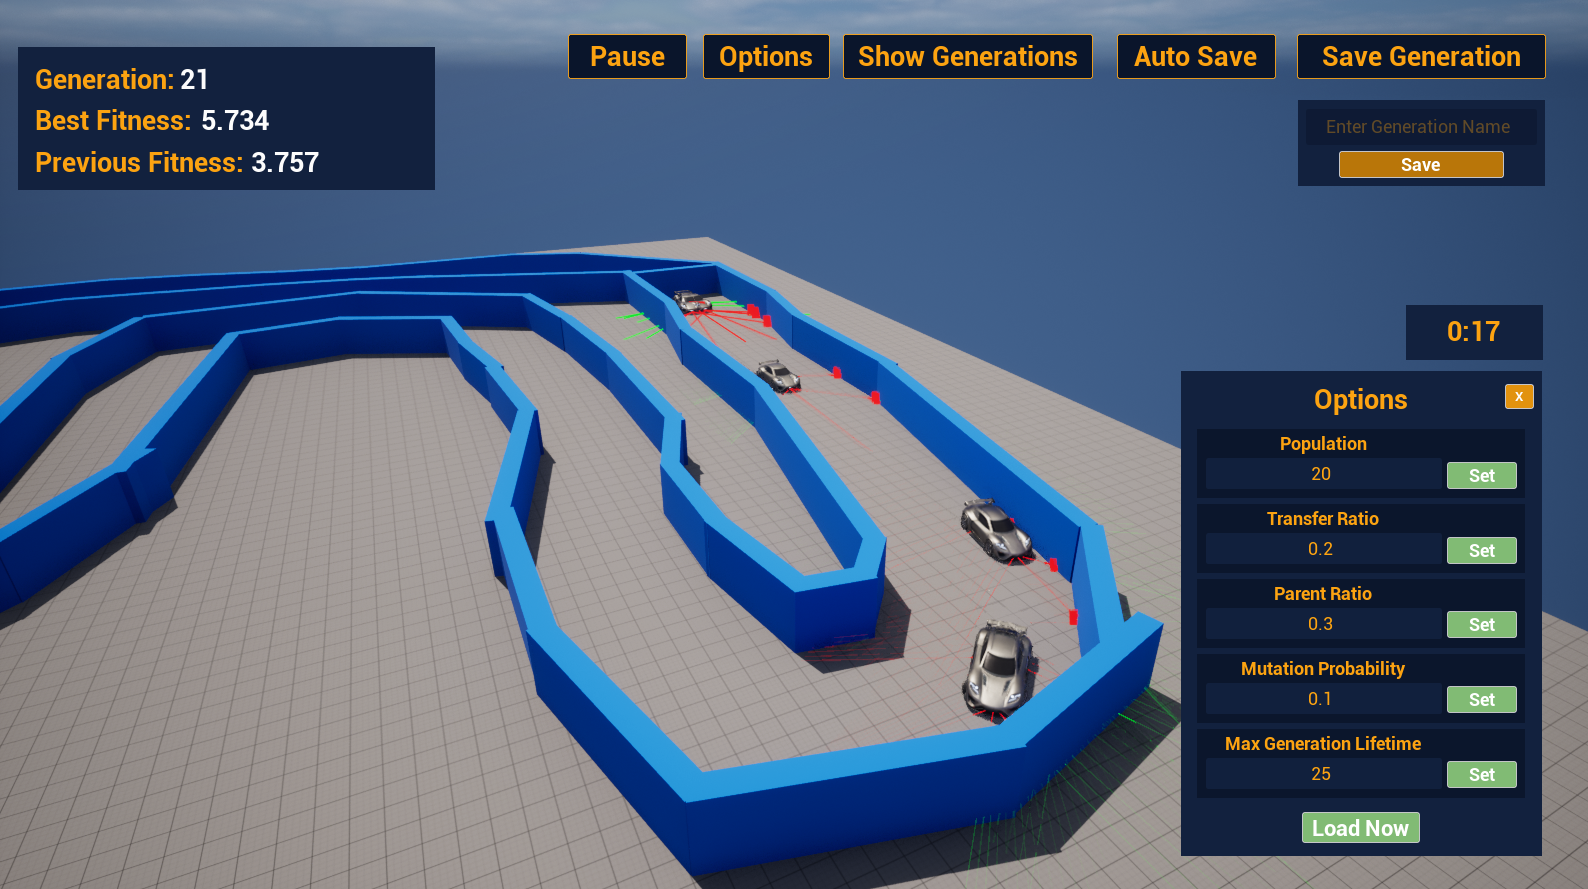 Pause
Options
Show Generations
Auto Save
Save Generation
Generation: 21
Best Fitness: 5.734
Previous Fitness: 3.757
Enter Generation Name
Save
0:17
Options
X
Population
20
Set
Transfer Ratio
0.2
Set
Parent Ratio
0.3
Set
Mutation Probability
0.1
Set
Max Generation Lifetime
25
Set
Load Now